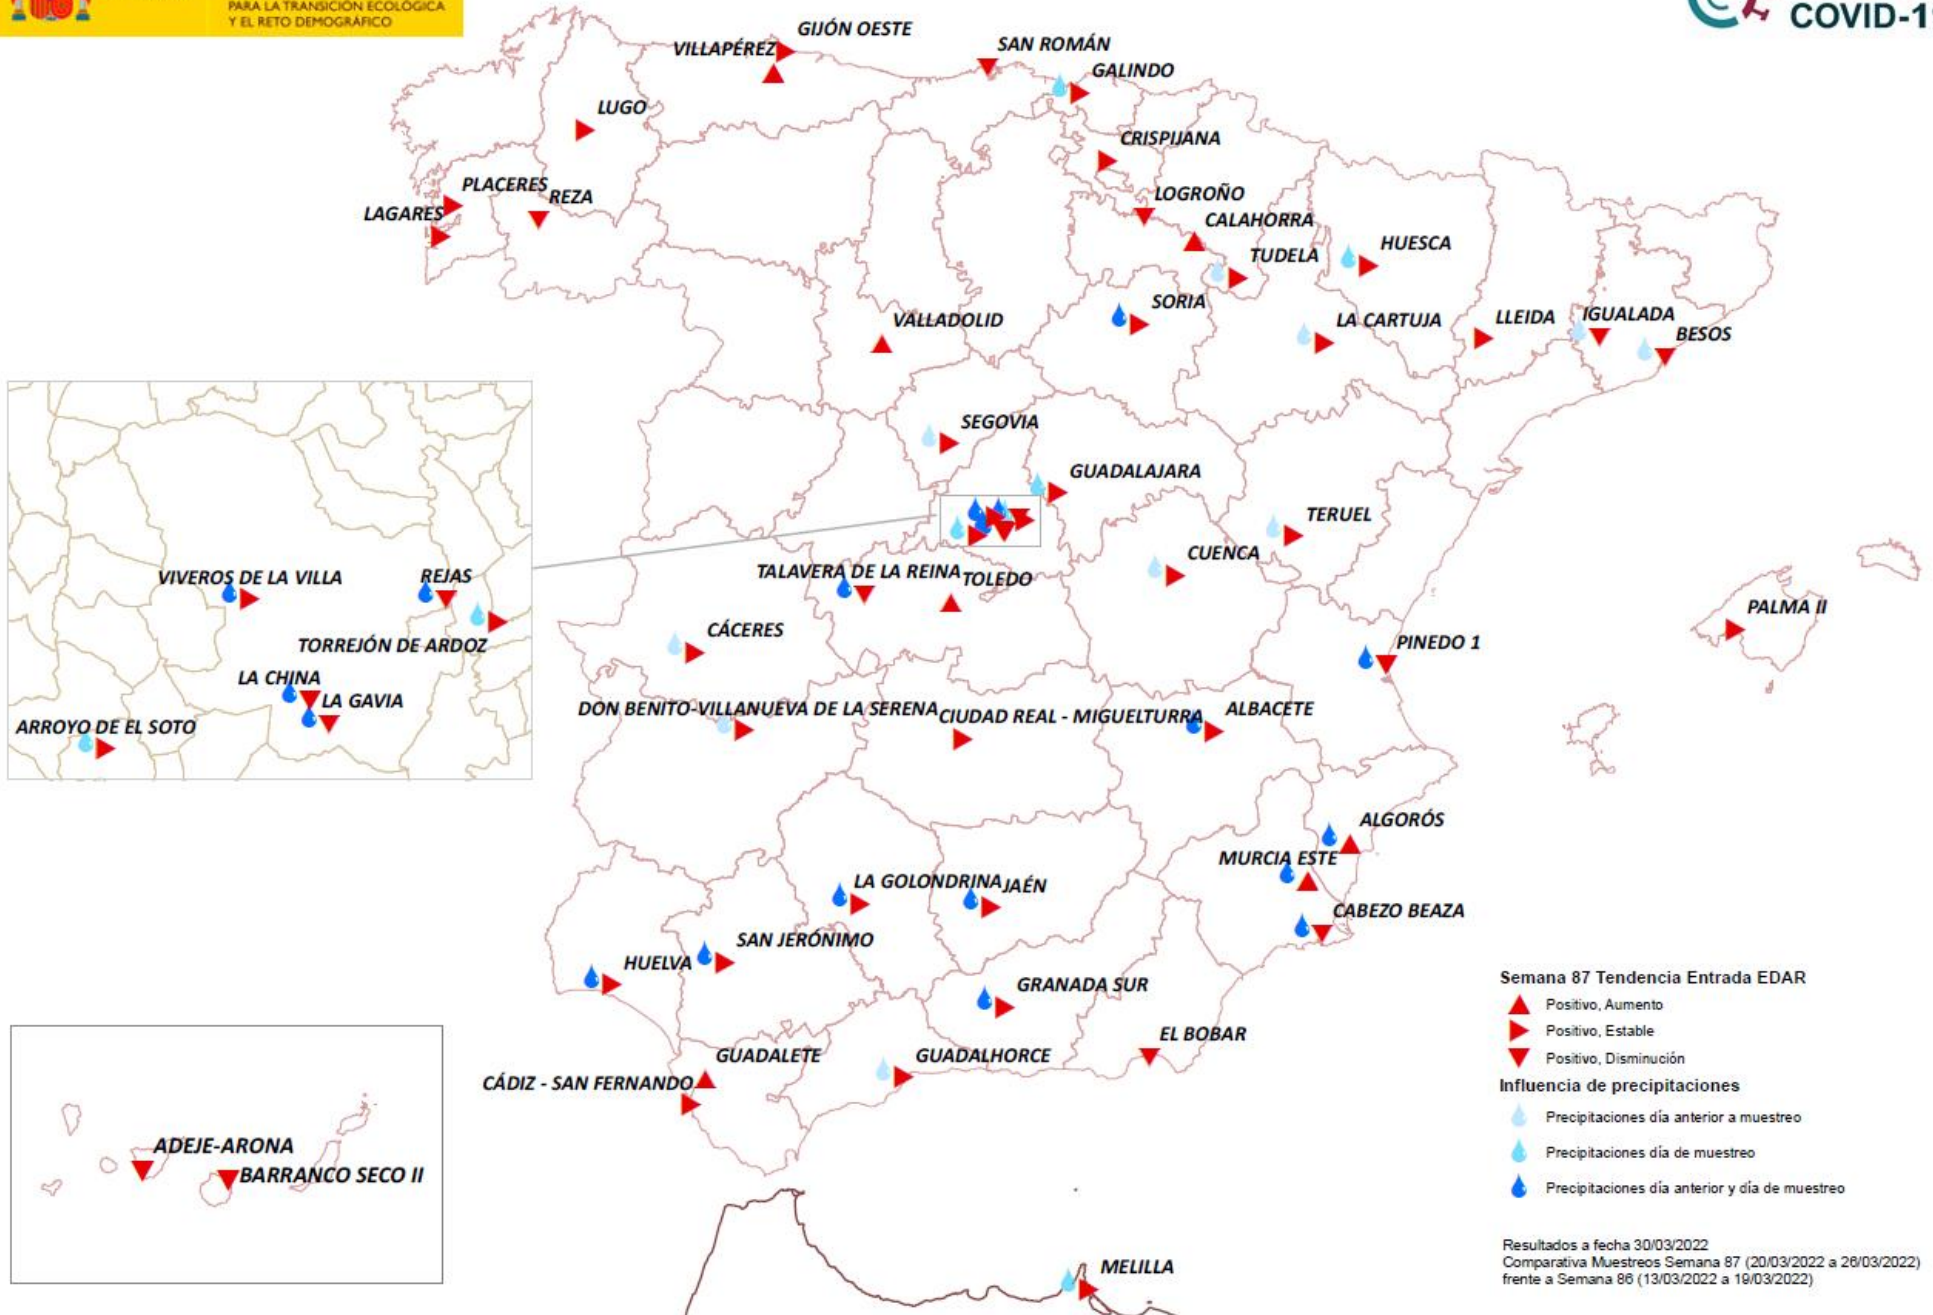 PARA LA TRANSICIÓN ECOLÓGICA
Y EL RETO DEMOGRÁFICO
COVID-19
GIJÓN OESTE
VILLAPÉREZ
SAN ROMÁN
GALINDO
LUGO
CRISPIJANA
PLACERES
REZA
LAGARES
LOGROÑO
CALAHORRA
TUDELA
HUESCA
SORIA
VALLADOLID
LA CARTUJA
LLEIDA
IGUALADA
BESOS
SEGOVIA
GUADALAJARA
TERUEL
CUENCA
TALAVERA DE LA REINA
TOLEDO
VIVEROS DE LA VILLA
REJAS
TORREJÓN DE ARDOZ
LA CHINA
LA GAVIA
ARROYO DE EL SOTO
CÁCERES
PALMA II
PINEDO 1
DON BENITO-VILLANUEVA DE LA SERENA
CIUDAD REAL - MIGUELTURRA
ALBACETE
ALGORÓS
MURCIA ESTE
LA GOLONDRINA
JAÉN
CABEZO BEAZA
SAN JERÓNIMO
HUELVA
GRANADA SUR
EL BOBAR
GUADALETE
GUADALHORCE
CÁDIZ - SAN FERNANDO
ADEJE-ARONA
BARRANCO SECO II
MELILLA
Semana 87 Tendencia Entrada EDAR
Positivo, Aumento
Positivo, Estable
Positivo, Disminución
Influencia de precipitaciones
Precipitaciones día anterior a muestreo
Precipitaciones día de muestreo
Precipitaciones día anterior y día de muestreo
Resultados a fecha 30/03/2022
Comparativa Muestreos Semana 87 (20/03/2022 a 26/03/2022)
frente a Semana 86 (13/03/2022 a 19/03/2022)